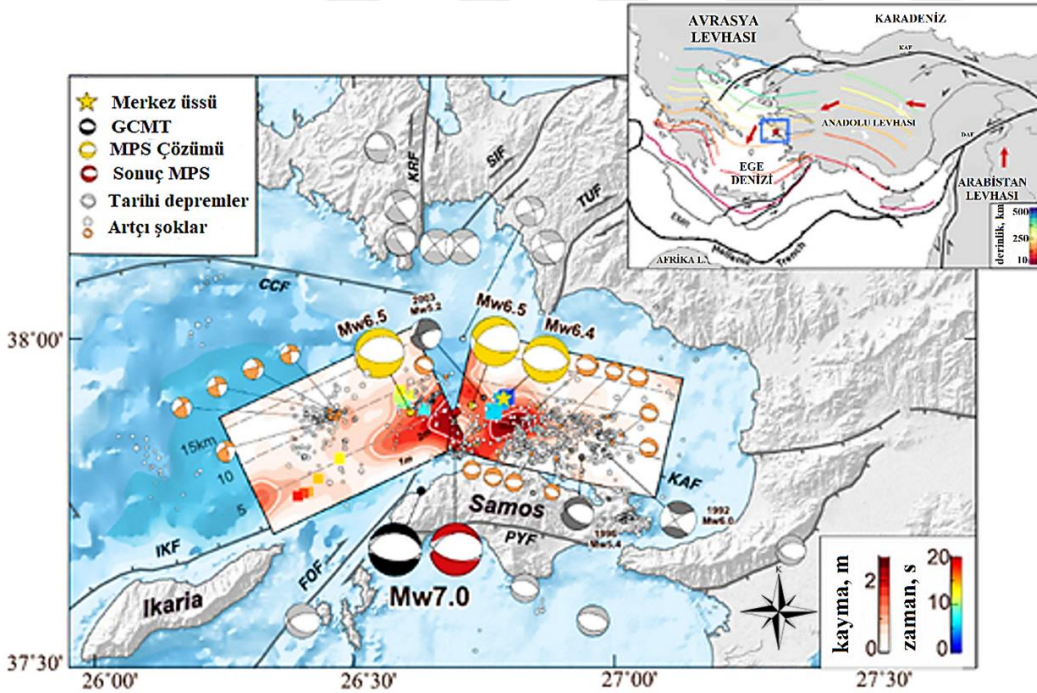 AVRASYA
LEVHASI
KARADENİZ
KAF
ANADOLU LEVHASI
DAF
EGE
DENİZİ
ARABİSTAN
LEVHASI
AFRİKA L.
Trench
derinlik, km
500
250
10
Merkez üssü
GCMT
MPS Çözümü
Sonuç MPS
Tarihi depremler
Artçı şoklar
KRF
SIF
TUF
CCF
2003
Mw5.2
Mw6.5
Mw6.5
Mw6.4
38°00'
15km
10
5
1m
KAF
Samos
1992
Mw6.0
1996
Mw5.4
PYF
IKF
FOF
Ikaria
Mw7.0
K
kayma, m
2
0
zaman, s
20
10
0
37°30'
26°00'
26°30'
27°00'
27°30'